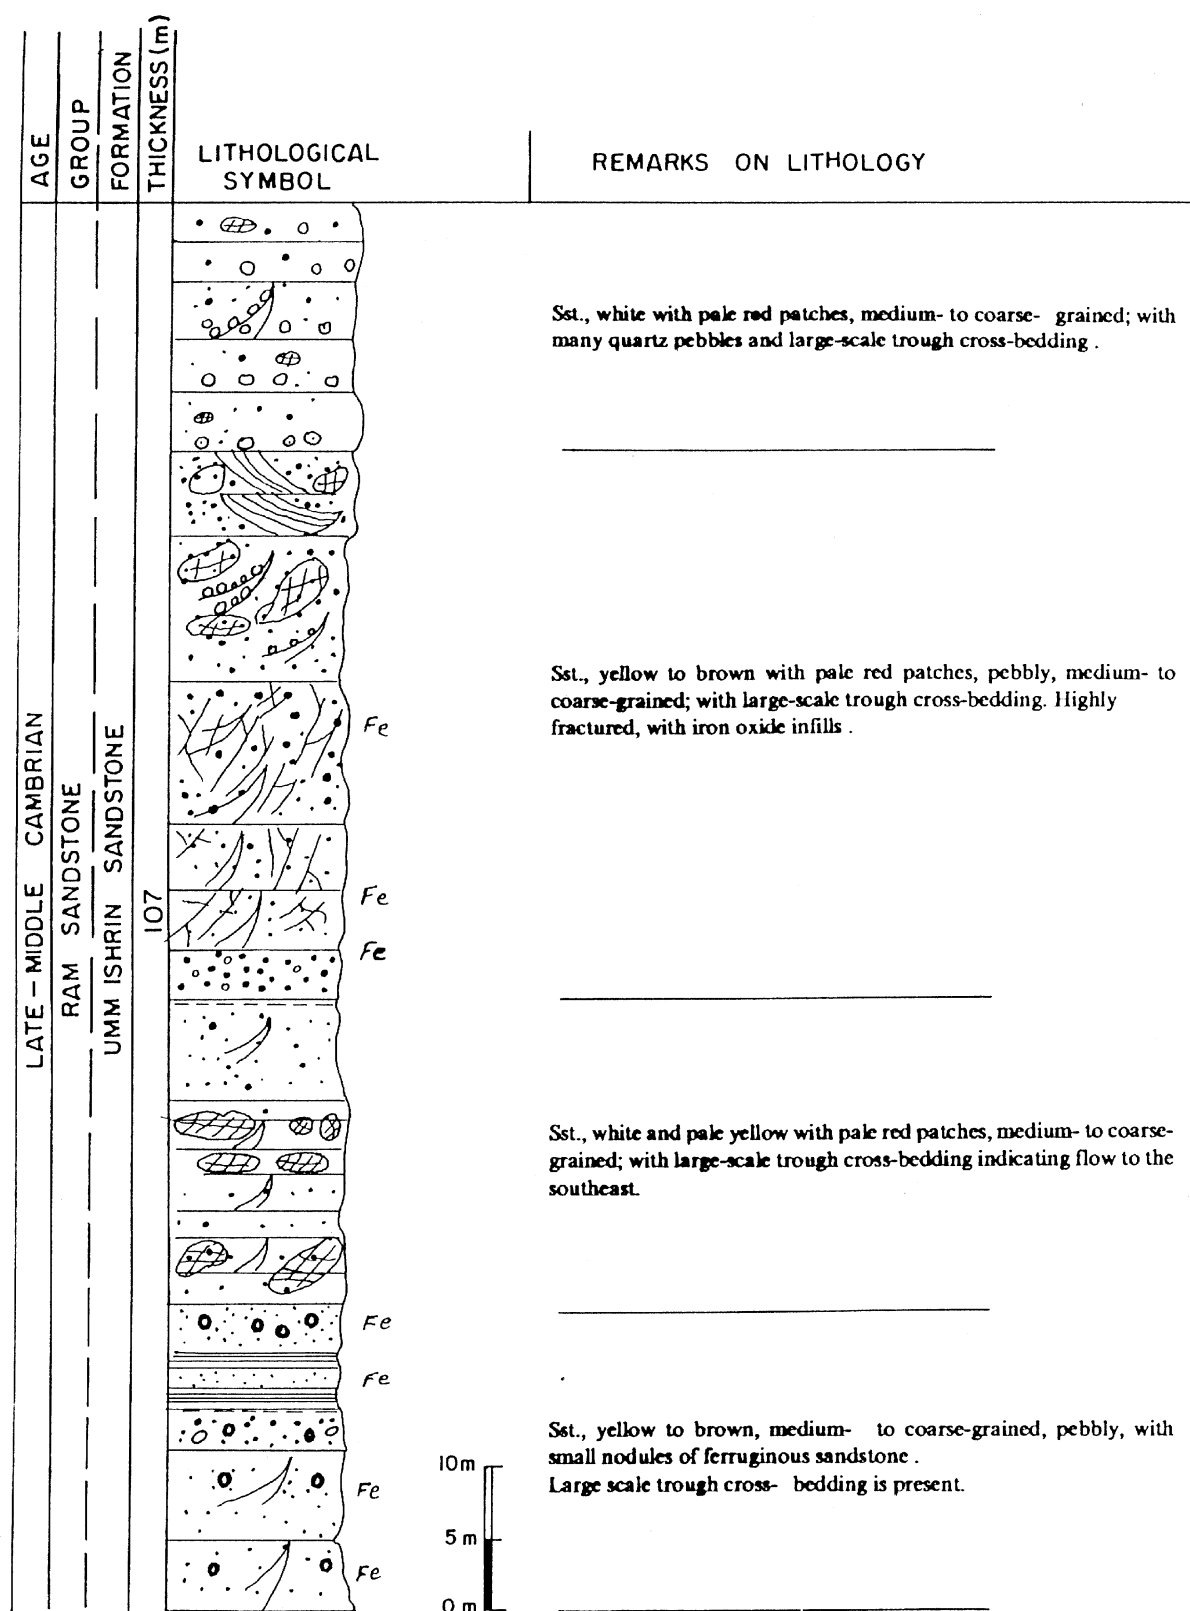 AGE
GROUP
FORMATION
THICKNESS (m)
LITHOLOGICAL
SYMBOL
REMARKS ON LITHOLOGY
LATE - MIDDLE CAMBRIAN
RAM SANDSTONE
UMM ISHRIN SANDSTONE
107
Sst., white with pale red patches, medium- to coarse- grained; with
many quartz pebbles and large-scale trough cross-bedding .
Sst., yellow to brown with pale red patches, pebbly, medium- to
coarse-grained; with large-scale trough cross-bedding. Highly
fractured, with iron oxide infills .
Fe
Fe
Fe
Sst., white and pale yellow with pale red patches, medium- to coarse-
grained; with large-scale trough cross-bedding indicating flow to the
southeast.
Fe
Fe
Sst., yellow to brown, medium- to coarse-grained, pebbly, with
small nodules of ferruginous sandstone .
Large scale trough cross- bedding is present.
Fe
Fe
10m
5 m
0 m